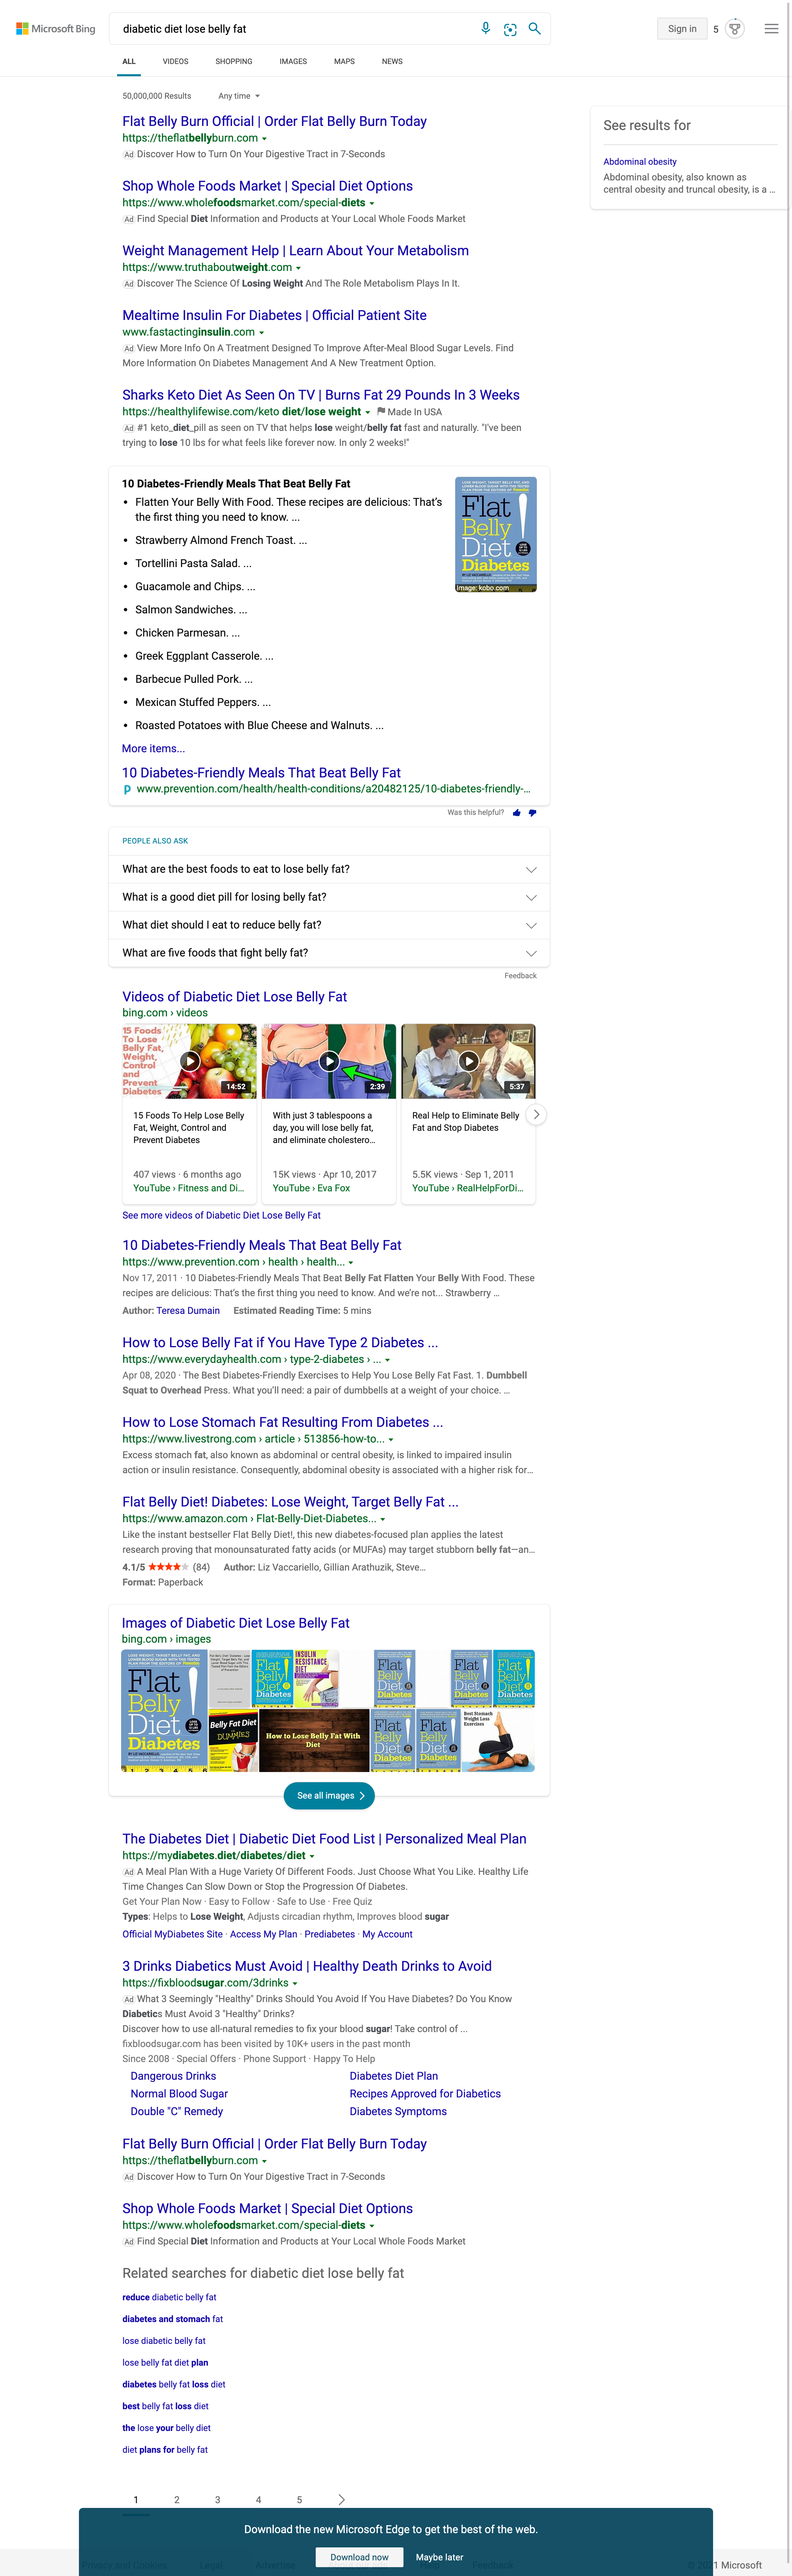 Microsoft Bing
diabetic diet lose belly fat
Sign in
5
ALL
VIDEOS
SHOPPING
IMAGES
MAPS
NEWS
50,000,000 Results
Any time
Flat Belly Burn Official | Order Flat Belly Burn Today
https://theflatbellyburn.com
Ad Discover How to Turn On Your Digestive Tract in 7-Seconds
Shop Whole Foods Market | Special Diet Options
https://www.wholefoodsmarket.com/special-diets
Ad Find Special Diet Information and Products at Your Local Whole Foods Market
Weight Management Help | Learn About Your Metabolism
https://www.truthaboutweight.com
Ad Discover The Science Of Losing Weight And The Role Metabolism Plays In It.
Mealtime Insulin For Diabetes | Official Patient Site
www.fastactinginsulin.com
Ad View More Info On A Treatment Designed To Improve After-Meal Blood Sugar Levels. Find
More Information On Diabetes Management And A New Treatment Option.
Sharks Keto Diet As Seen On TV | Burns Fat 29 Pounds In 3 Weeks
https://healthylifewise.com/keto diet/lose weight
Made In USA
Ad #1 keto_diet_pill as seen on TV that helps lose weight/belly fat fast and naturally. "I've been
trying to lose 10 lbs for what feels like forever now. In only 2 weeks!"
See results for
Abdominal obesity
Abdominal obesity, also known as
central obesity and truncal obesity, is a ...
10 Diabetes-Friendly Meals That Beat Belly Fat
Flatten Your Belly With Food. These recipes are delicious: That's
the first thing you need to know. ...
Strawberry Almond French Toast. ...
Tortellini Pasta Salad. ...
Guacamole and Chips. ...
Salmon Sandwiches. ...
Chicken Parmesan. ...
Greek Eggplant Casserole. ...
Barbecue Pulled Pork. ...
Mexican Stuffed Peppers. ...
Roasted Potatoes with Blue Cheese and Walnuts. ...
Flat
Belly
Diet
Diabetes
Image: kobo.com
More items...
10 Diabetes-Friendly Meals That Beat Belly Fat
www.prevention.com/health/health-conditions/a20482125/10-diabetes-friendly-...
Was this helpful?
PEOPLE ALSO ASK
What are the best foods to eat to lose belly fat?
What is a good diet pill for losing belly fat?
What diet should I eat to reduce belly fat?
What are five foods that fight belly fat?
Feedback
Videos of Diabetic Diet Lose Belly Fat
bing.com › videos
15 Foods
To Lose
Belly Fat,
Weight,
Control
and
Prevent
Diabetes
14:52
2:39
5:37
15 Foods To Help Lose Belly
Fat, Weight, Control and
Prevent Diabetes
407 views · 6 months ago
YouTube › Fitness and Di...
With just 3 tablespoons a
day, you will lose belly fat,
and eliminate cholestero...
15K views · Apr 10, 2017
YouTube › Eva Fox
Real Help to Eliminate Belly
Fat and Stop Diabetes
5.5K views · Sep 1, 2011
YouTube › RealHelpForDi...
See more videos of Diabetic Diet Lose Belly Fat
10 Diabetes-Friendly Meals That Beat Belly Fat
https://www.prevention.com › health › health...
Nov 17, 2011 · 10 Diabetes-Friendly Meals That Beat Belly Fat Flatten Your Belly With Food. These
recipes are delicious: That's the first thing you need to know. And we're not... Strawberry ...
Author: Teresa Dumain Estimated Reading Time: 5 mins
How to Lose Belly Fat if You Have Type 2 Diabetes ...
https://www.everydayhealth.com › type-2-diabetes › ...
Apr 08, 2020 · The Best Diabetes-Friendly Exercises to Help You Lose Belly Fat Fast. 1. Dumbbell
Squat to Overhead Press. What you'll need: a pair of dumbbells at a weight of your choice. ...
How to Lose Stomach Fat Resulting From Diabetes ...
https://www.livestrong.com › article › 513856-how-to...
Excess stomach fat, also known as abdominal or central obesity, is linked to impaired insulin
action or insulin resistance. Consequently, abdominal obesity is associated with a higher risk for...
Flat Belly Diet! Diabetes: Lose Weight, Target Belly Fat ...
https://www.amazon.com › Flat-Belly-Diet-Diabetes...
Like the instant bestseller Flat Belly Diet!, this new diabetes-focused plan applies the latest
research proving that monounsaturated fatty acids (or MUFAs) may target stubborn belly fat—an...
4.1/5 (84) Author: Liz Vaccariello, Gillian Arathuzik, Steve...
Format: Paperback
Images of Diabetic Diet Lose Belly Fat
bing.com › images
Flat
Belly
Diet
Diabetes
Flat
Belly
Diet
Diabetes
INSULIN
RESISTANCE
DIET
Flat
Belly
Diet
Diabetes
Flat
Belly
Diet
Diabetes
Flat
Belly
Diet
Diabetes
Belly Fat Diet
DUMMIES
How to Lose Belly Fat With
Diet
Flat
Belly
Diet
Diabetes
Flat
Belly
Diet
Diabetes
Best Stomach
Weight Loss
Exercises
See all images
The Diabetes Diet | Diabetic Diet Food List | Personalized Meal Plan
https://mydiabetes.diet/diabetes/diet
Ad A Meal Plan With a Huge Variety Of Different Foods. Just Choose What You Like. Healthy Life
Time Changes Can Slow Down or Stop the Progression Of Diabetes.
Get Your Plan Now · Easy to Follow · Safe to Use · Free Quiz
Types: Helps to Lose Weight, Adjusts circadian rhythm, Improves blood sugar
Official MyDiabetes Site · Access My Plan · Prediabetes · My Account
3 Drinks Diabetics Must Avoid | Healthy Death Drinks to Avoid
https://fixbloodsugar.com/3drinks
Ad What 3 Seemingly "Healthy" Drinks Should You Avoid If You Have Diabetes? Do You Know
Diabetics Must Avoid 3 "Healthy" Drinks?
Discover how to use all-natural remedies to fix your blood sugar! Take control of ...
fixbloodsugar.com has been visited by 10K+ users in the past month
Since 2008 · Special Offers · Phone Support · Happy To Help
Dangerous Drinks
Diabetes Diet Plan
Normal Blood Sugar
Recipes Approved for Diabetics
Double "C" Remedy
Diabetes Symptoms
Flat Belly Burn Official | Order Flat Belly Burn Today
https://theflatbellyburn.com
Ad Discover How to Turn On Your Digestive Tract in 7-Seconds
Shop Whole Foods Market | Special Diet Options
https://www.wholefoodsmarket.com/special-diets
Ad Find Special Diet Information and Products at Your Local Whole Foods Market
Related searches for diabetic diet lose belly fat
reduce diabetic belly fat
diabetes and stomach fat
lose diabetic belly fat
lose belly fat diet plan
diabetes belly fat loss diet
best belly fat loss diet
the lose your belly diet
diet plans for belly fat
1
2
3
4
5
Download the new Microsoft Edge to get the best of the web.
Download now
Maybe later
1 Microsoft